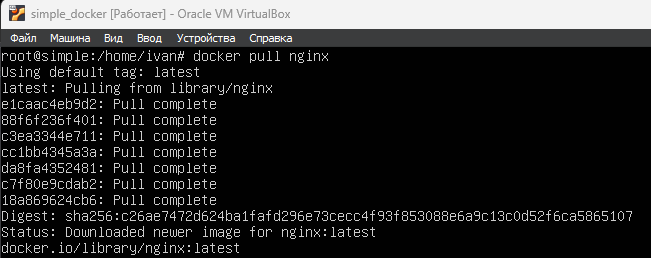 simple_docker [Работает] - Oracle VM VirtualBox
Файл Машина Вид Ввод Устройства Справка
root@simple:/home/ivan# docker pull nginx
Using default tag: latest
latest: Pulling from library/nginx
e1caac4eb9d2: Pull complete
88f6f236f401: Pull complete
c3ea3344e711: Pull complete
cc1bb4345a3a: Pull complete
da8fa4352481: Pull complete
c7f80e9cdab2: Pull complete
18a869624cb6: Pull complete
Digest: sha256:c26ae7472d624ba1fafd296e73cecc4f93f853088e6a9c13c0d52f6ca5865107
Status: Downloaded newer image for nginx:latest
docker.io/library/nginx:latest